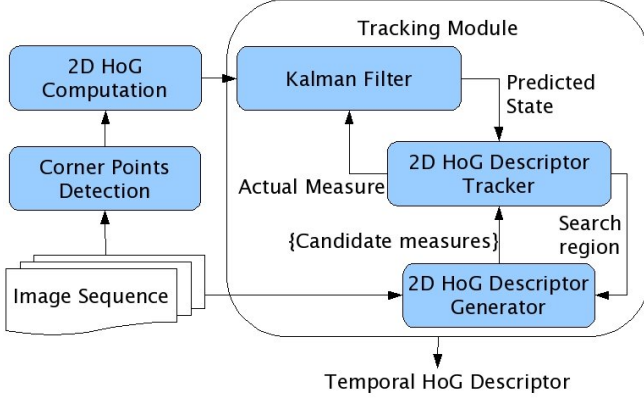 Tracking Module
2D HoG
Computation
Kalman Filter
Predicted
State
Corner Points
Detection
Actual Measure
2D HoG Descriptor
Tracker
{Candidate measures}
Search
region
Image Sequence
2D HoG Descriptor
Generator
Temporal HoG Descriptor